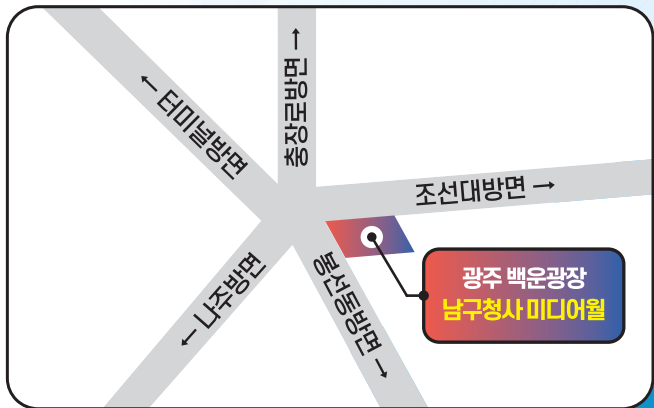 ← 터미널방면
충장로방면 →
조선대방면 →
← 나주방면
봉선동방면 →
광주 백운광장
남구청사 미디어월